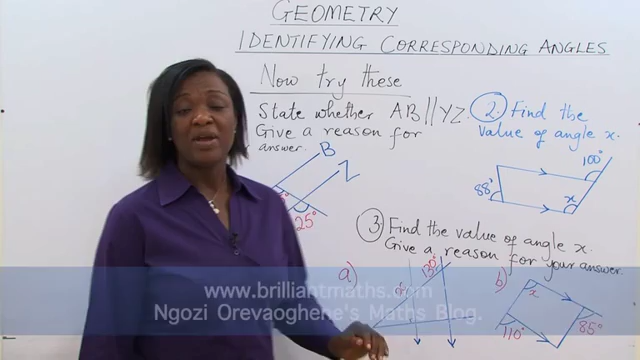 GEOMETRY
IDENTIFYING CORRESPONDING ANGLES
Now try these
State whether AB||YZ.
Give a reason for
answer.
B
Z
25°
2. Find the
value of angle x.
100°
88°
x
3 Find the value of angle x.
Give a reason for your answer.
a)
130°
b)
x
110°
85°
www.brilliantmaths.com
Ngozi Orevaoghene's Maths Blog.